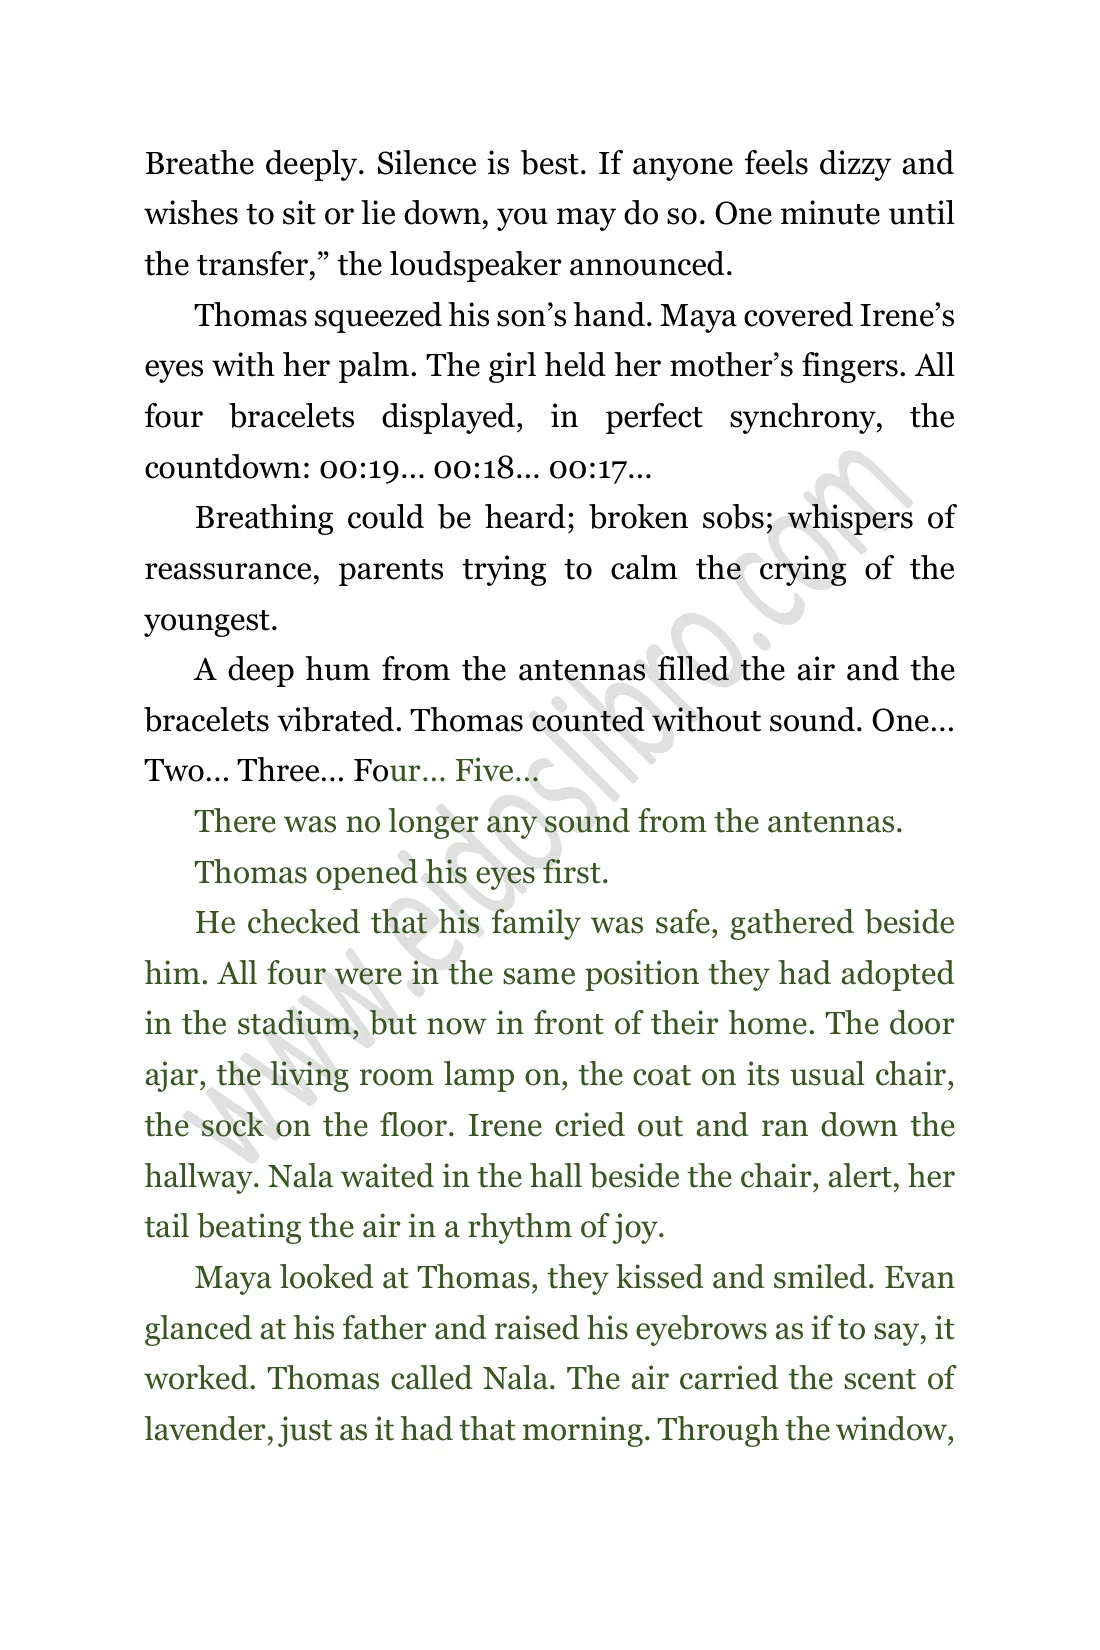 Breathe deeply. Silence is best. If anyone feels dizzy and
wishes to sit or lie down, you may do so. One minute until
the transfer,” the loudspeaker announced.
Thomas squeezed his son’s hand. Maya covered Irene’s
eyes with her palm. The girl held her mother’s fingers. All
four bracelets displayed, in perfect synchrony, the
countdown: 00:19… 00:18… 00:17…
Breathing could be heard; broken sobs; whispers of
reassurance, parents trying to calm the crying of the
youngest.
A deep hum from the antennas filled the air and the
bracelets vibrated. Thomas counted without sound. One…
Two… Three… Four… Five…
There was no longer any sound from the antennas.
Thomas opened his eyes first.
He checked that his family was safe, gathered beside
him. All four were in the same position they had adopted
in the stadium, but now in front of their home. The door
ajar, the living room lamp on, the coat on its usual chair,
the sock on the floor. Irene cried out and ran down the
hallway. Nala waited in the hall beside the chair, alert, her
tail beating the air in a rhythm of joy.
Maya looked at Thomas, they kissed and smiled. Evan
glanced at his father and raised his eyebrows as if to say, it
worked. Thomas called Nala. The air carried the scent of
lavender, just as it had that morning. Through the window,
www.eidoslibro.com